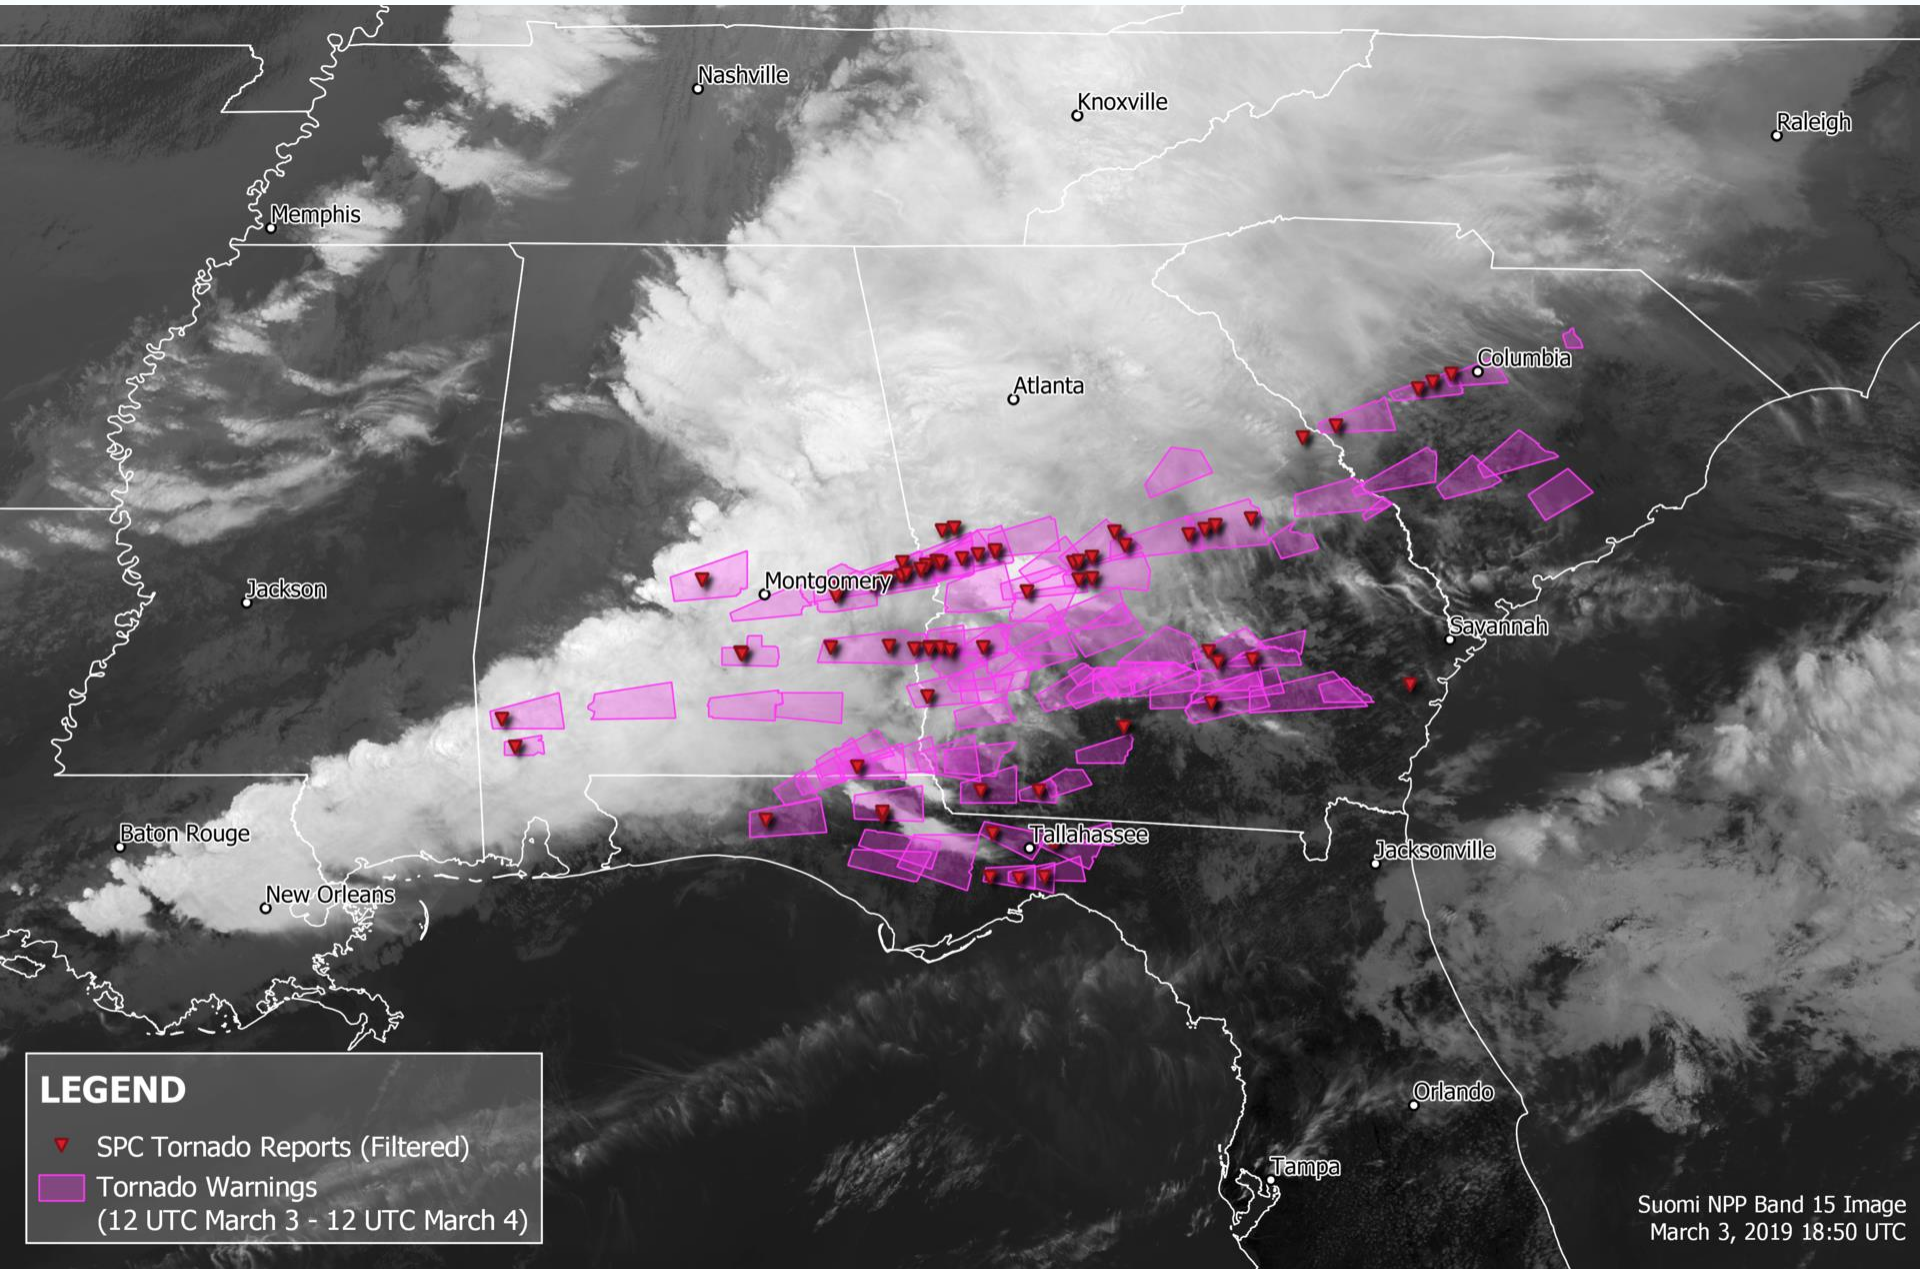 Nashville
Knoxville
Raleigh
Memphis
Columbia
Atlanta
Montgomery
Jackson
Savannah
Baton Rouge
Tallahassee
Jacksonville
New Orleans
LEGEND
Orlando
SPC Tornado Reports (Filtered)
Tampa
Tornado Warnings
(12 UTC March 3 - 12 UTC March 4)
Suomi NPP Band 15 Image
March 3, 2019 18:50 UTC